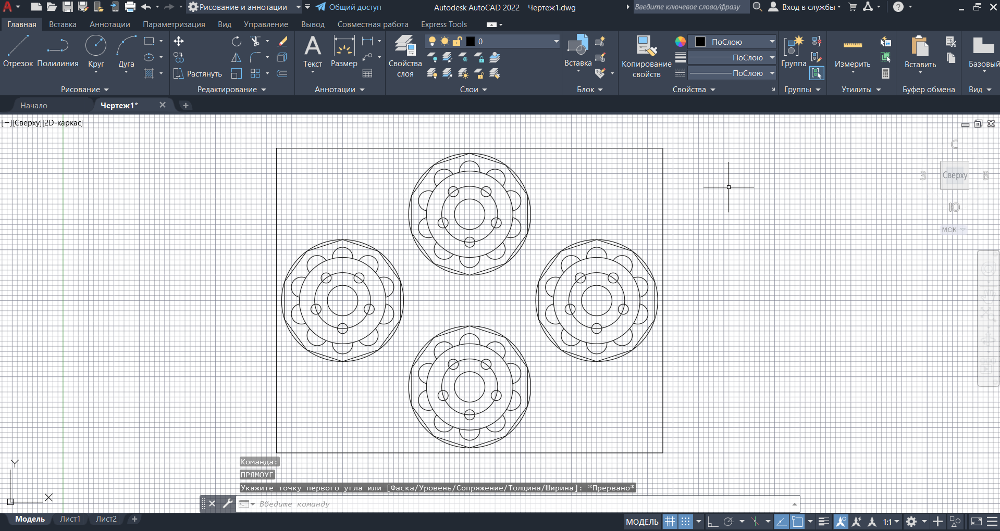 Рисование и аннотации
Общий доступ
Autodesk AutoCAD 2022 Чертеж1.dwg
Введите ключевое слово/фразу
Вход в службы
Главная Вставка Аннотации Параметризация Вид Управление Вывод Совместная работа Express Tools
Отрезок Полилиния Круг Дуга
Растянуть
Текст Размер
Свойства слоя
0
Вставка
Копирование свойств
ПоСлою
ПоСлою
ПоСлою
Группа
Измерить
Вставить
Базовый
Рисование Редактирование Аннотации Слои Блок Свойства Группы Утилиты Буфер обмена Вид
Начало Чертеж1*
[−][Сверху][2D-каркас]
С
З Сверху В
Ю
МСК
Y
X
Команда:
ПРЯМОУГ
Укажите точку первого угла или [Фаска/Уровень/Сопряжение/Толщина/Ширина]: *Прервано*
Введите команду
Модель Лист1 Лист2
МОДЕЛЬ 1:1